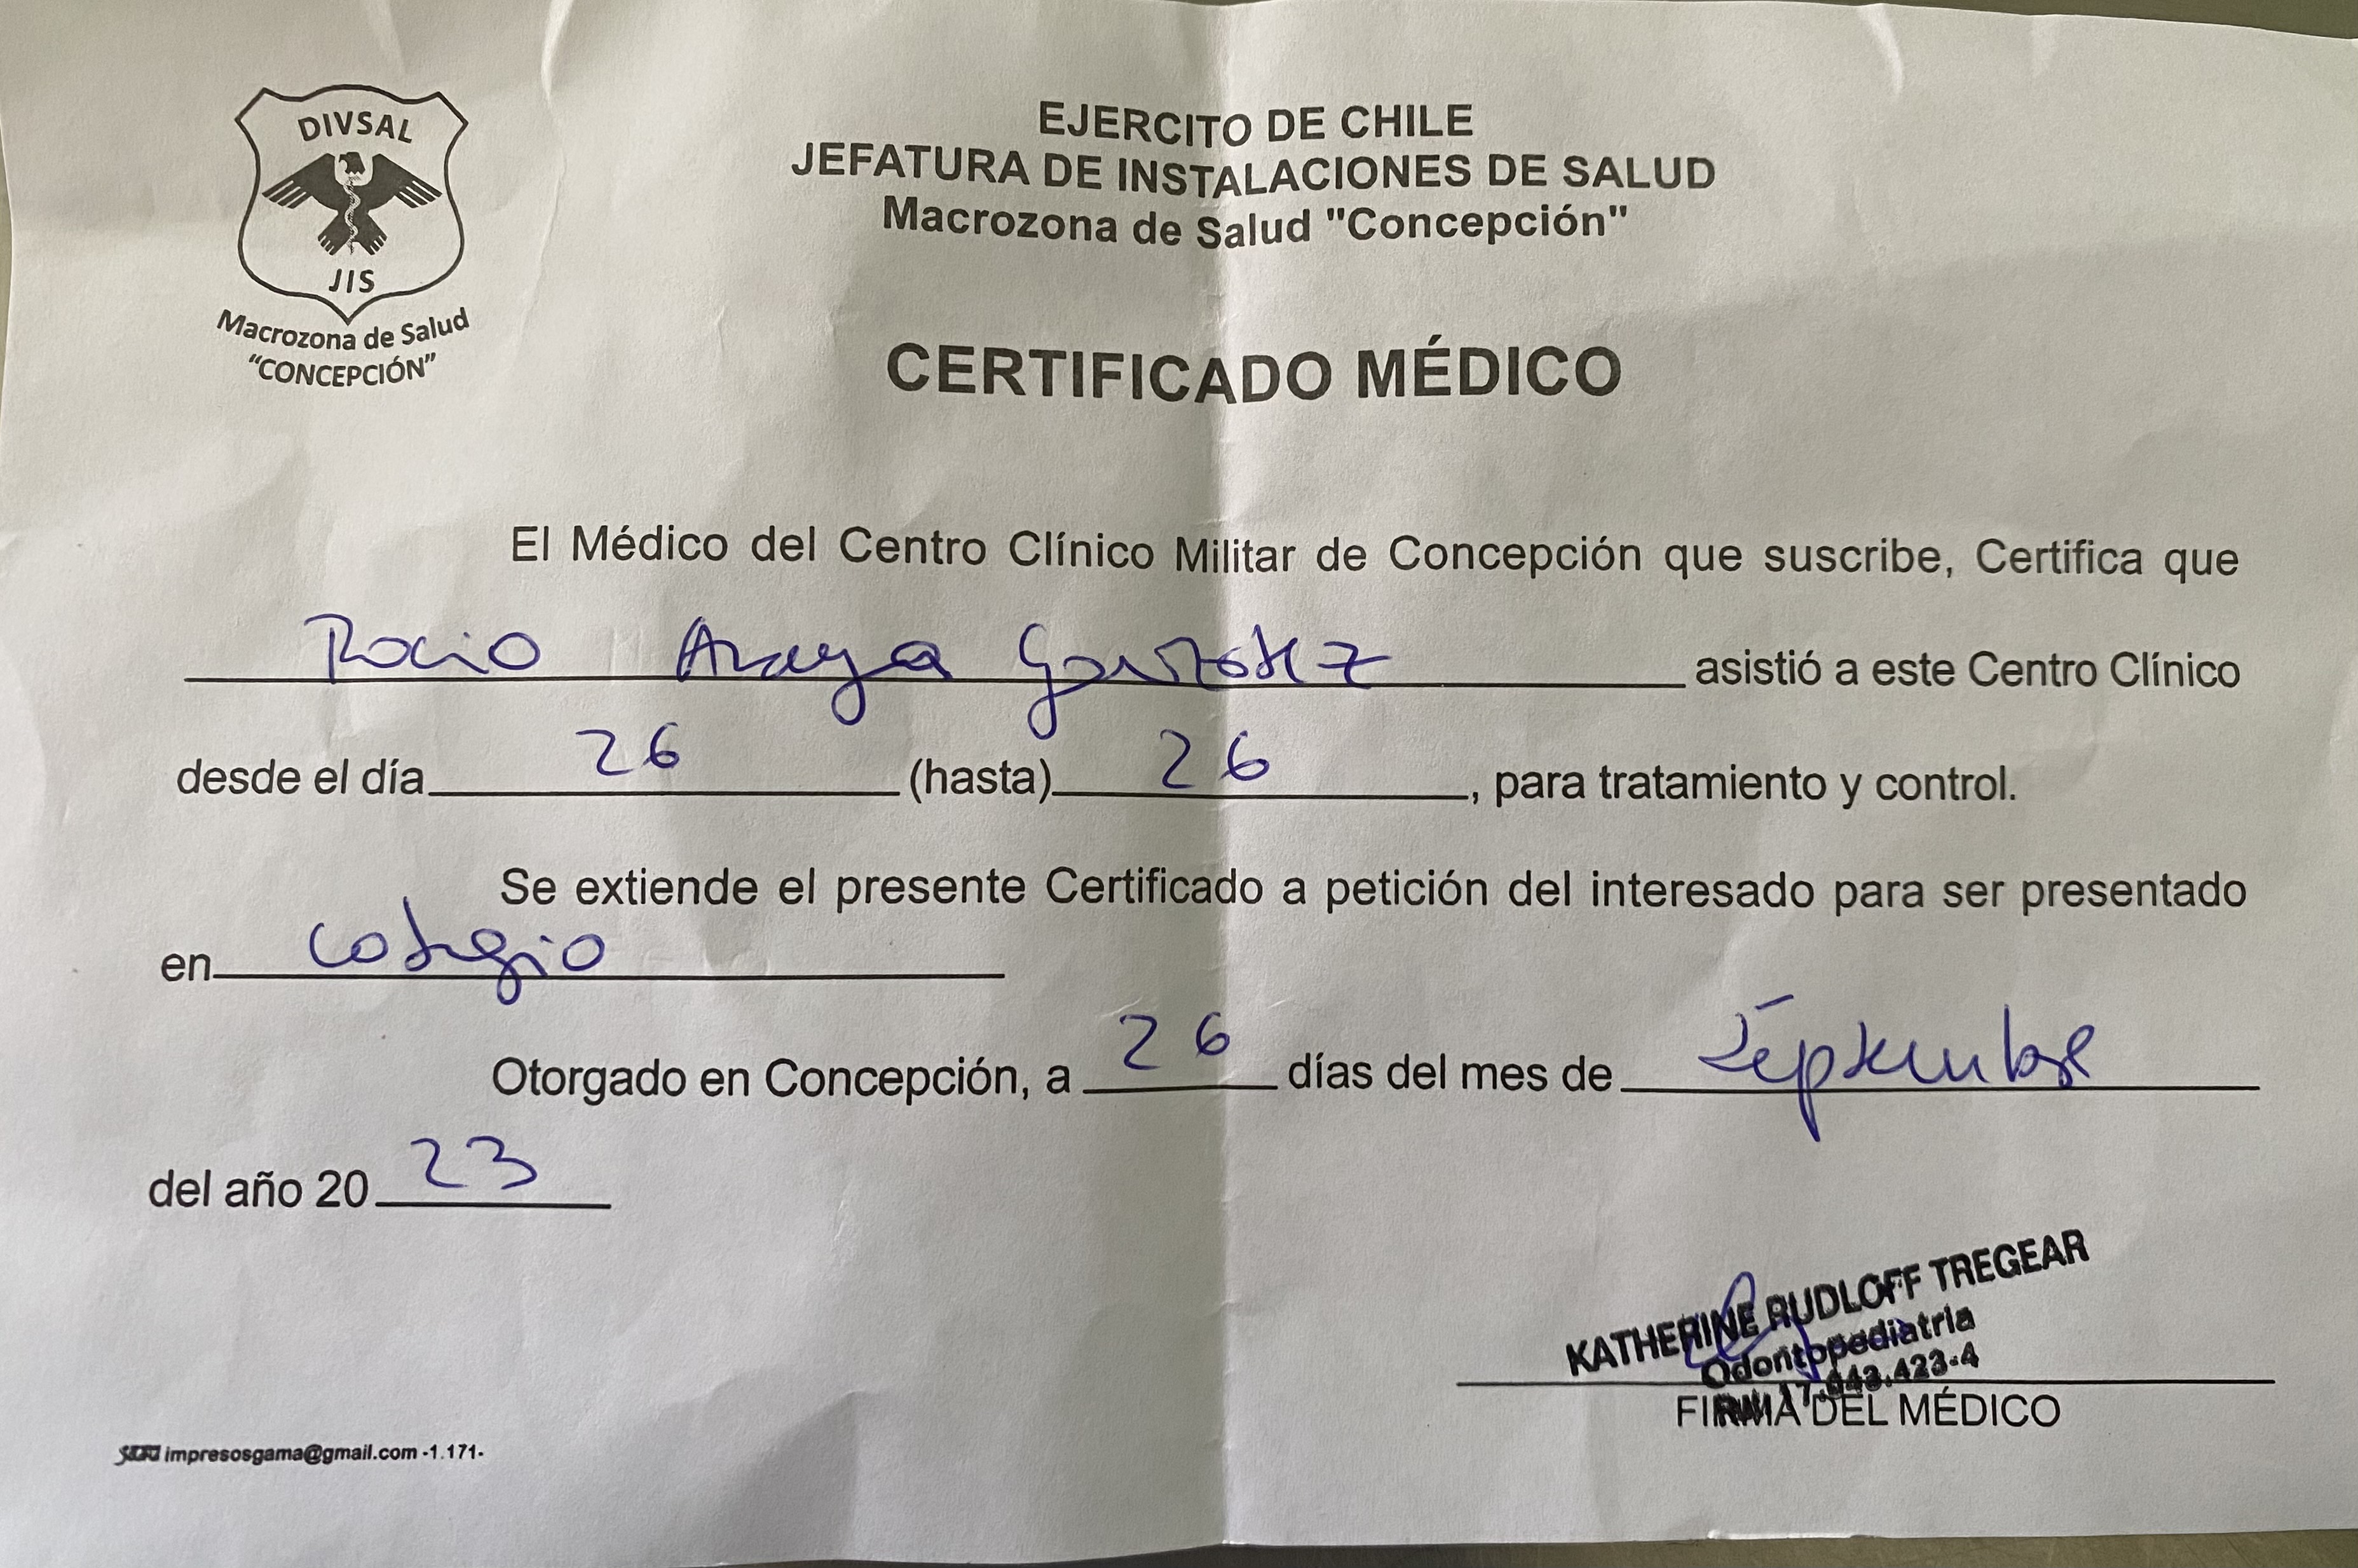 DIVSAL
JIS
Macrozona de Salud
"CONCEPCIÓN"
EJERCITO DE CHILE
JEFATURA DE INSTALACIONES DE SALUD
Macrozona de Salud "Concepción"
CERTIFICADO MÉDICO
El Médico del Centro Clínico Militar de Concepción que suscribe, Certifica que
Rocio Araya asistió a este Centro Clínico
desde el día 26 (hasta) 26, para tratamiento y control.
Se extiende el presente Certificado a petición del interesado para ser presentado
en colegio
Otorgado en Concepción, a 26 días del mes de septiembre
del año 20 23
KATHERINE RUDLOFF TREGEAR
Odontopediatria
FIRMA DEL MÉDICO
impresosgama@gmail.com -1.171-